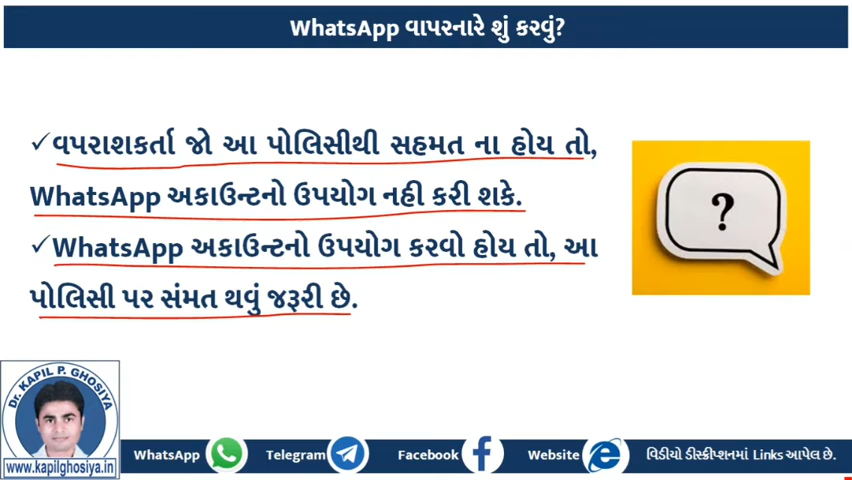 WhatsApp વાપરનારે શું કરવું?
✓વપરાશકર્તા જો આ પોલિસીથી સહમત ના હોય તો,
WhatsApp અકાઉન્ટનો ઉપયોગ નહી કરી શકે.
✓WhatsApp અકાઉન્ટનો ઉપયોગ કરવો હોય તો, આ
પોલિસી પર સંમત થવું જરૂરી છે.
?
Dr. KAPIL P. GHOSIYA
www.kapilghosiya.in
WhatsApp Telegram Facebook Website વિડીયો ડીસ્ક્રીપ્શનમાં Links આપેલ છે.